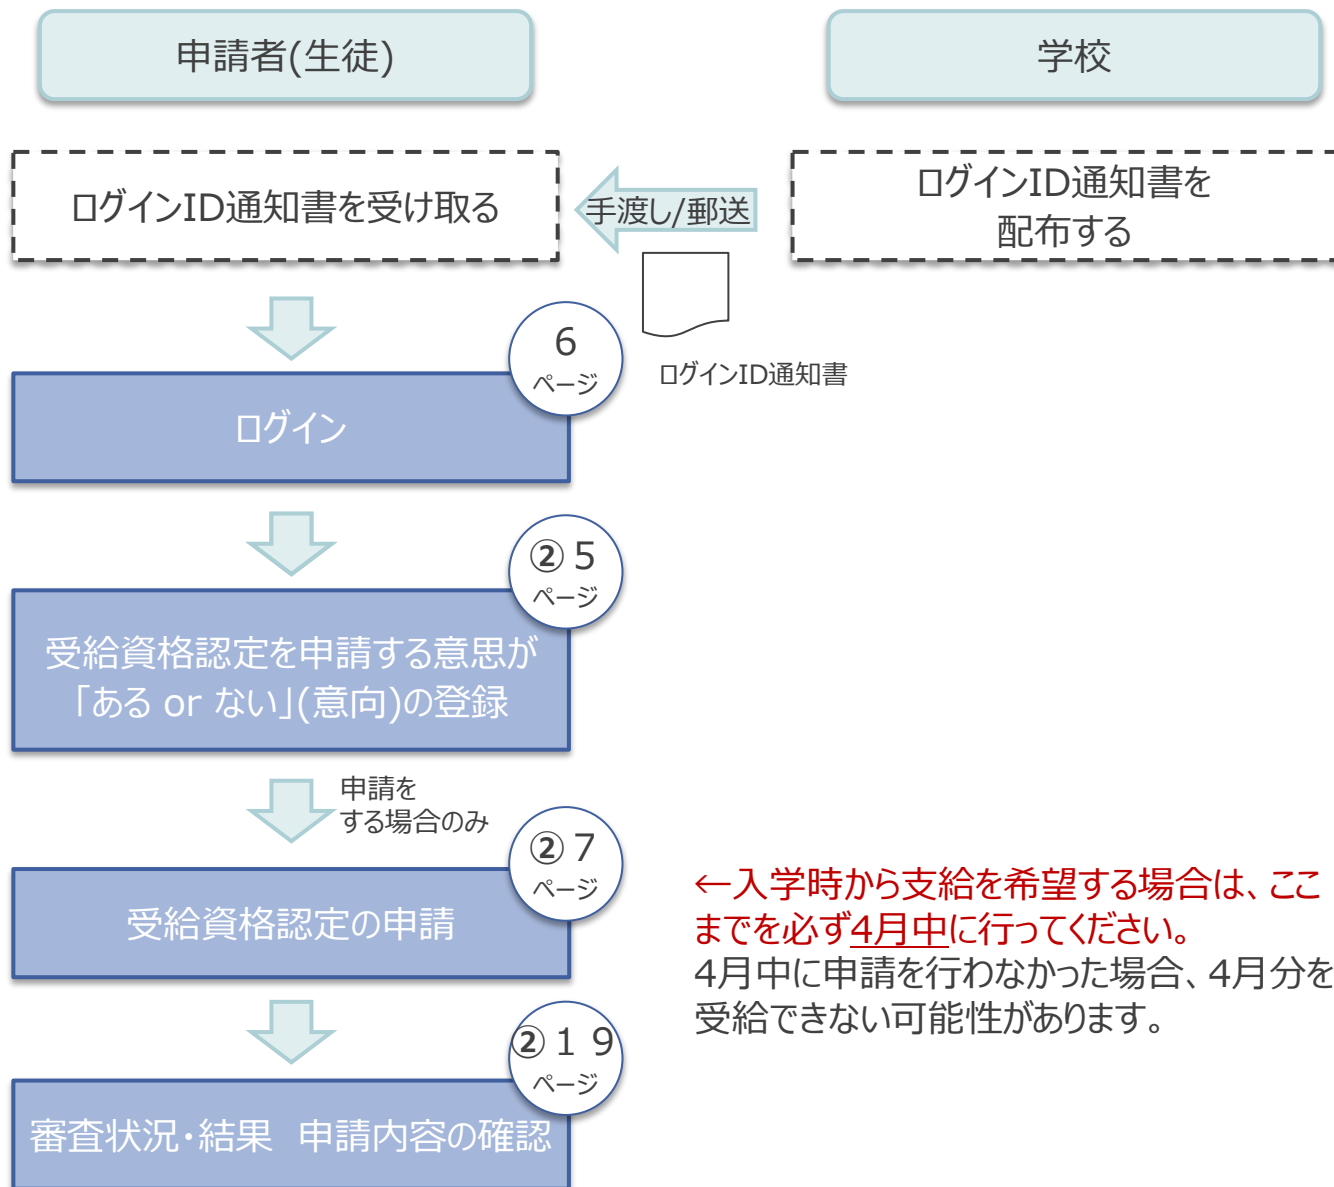 申請者(生徒)
学校
ログインID通知書を受け取る
手渡し/郵送
ログインID通知書を
配布する
ログインID通知書
6
ページ
ログイン
②5
ページ
受給資格認定を申請する意思が
「ある or ない」(意向)の登録
申請を
する場合のみ
②7
ページ
受給資格認定の申請
←入学時から支給を希望する場合は、ここ
までを必ず4月中に行ってください。
4月中に申請を行わなかった場合、4月分を
受給できない可能性があります。
②19
ページ
審査状況・結果　申請内容の確認